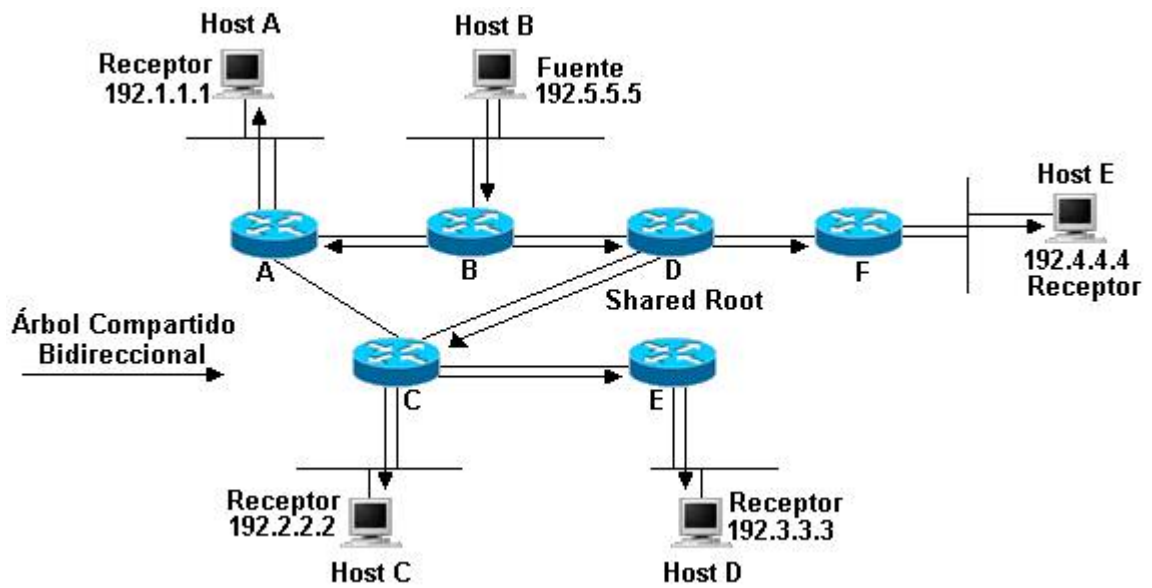 Host A
Receptor
192.1.1.1
Host B
Fuente
192.5.5.5
Host E
192.4.4.4
Receptor
A
B
D
F
Shared Root
Árbol Compartido
Bidireccional
C
E
Receptor
192.2.2.2
Host C
Receptor
192.3.3.3
Host D